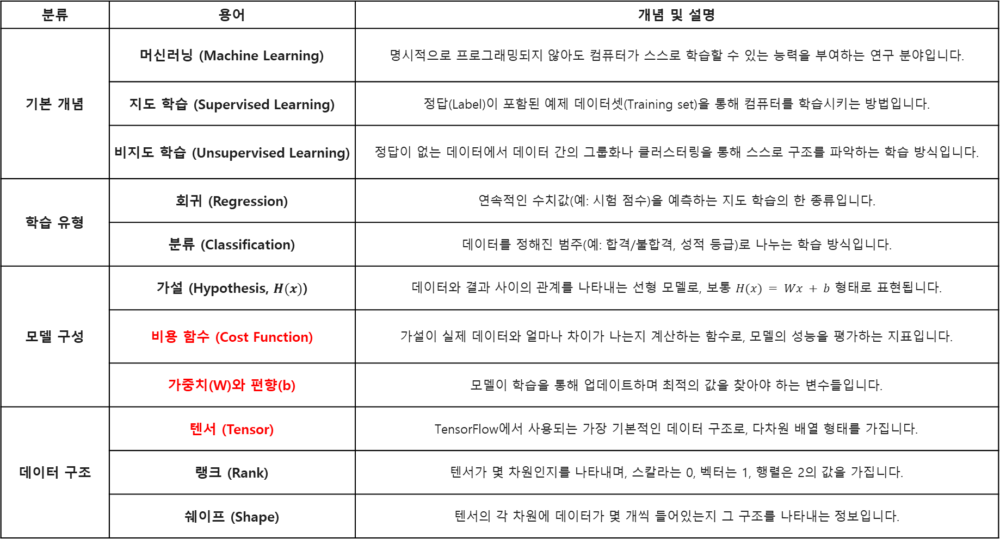 분류 용어 개념 및 설명
기본 개념
머신러닝 (Machine Learning) 명시적으로 프로그래밍되지 않아도 컴퓨터가 스스로 학습할 수 있는 능력을 부여하는 연구 분야입니다.
지도 학습 (Supervised Learning) 정답(Label)이 포함된 예제 데이터셋(Training set)을 통해 컴퓨터를 학습시키는 방법입니다.
비지도 학습 (Unsupervised Learning) 정답이 없는 데이터에서 데이터 간의 그룹화나 클러스터링을 통해 스스로 구조를 파악하는 학습 방식입니다.
학습 유형
회귀 (Regression) 연속적인 수치값(예: 시험 점수)을 예측하는 지도 학습의 한 종류입니다.
분류 (Classification) 데이터를 정해진 범주(예: 합격/불합격, 성적 등급)로 나누는 학습 방식입니다.
모델 구성
가설 (Hypothesis, H(x)) 데이터와 결과 사이의 관계를 나타내는 선형 모델로, 보통 H(x) = Wx + b 형태로 표현됩니다.
비용 함수 (Cost Function) 가설이 실제 데이터와 얼마나 차이가 나는지 계산하는 함수로, 모델의 성능을 평가하는 지표입니다.
가중치(W)와 편향(b) 모델이 학습을 통해 업데이트하며 최적의 값을 찾아야 하는 변수들입니다.
데이터 구조
텐서 (Tensor) TensorFlow에서 사용되는 가장 기본적인 데이터 구조로, 다차원 배열 형태를 가집니다.
랭크 (Rank) 텐서가 몇 차원인지를 나타내며, 스칼라는 0, 벡터는 1, 행렬은 2의 값을 가집니다.
쉐이프 (Shape) 텐서의 각 차원에 데이터가 몇 개씩 들어있는지 그 구조를 나타내는 정보입니다.